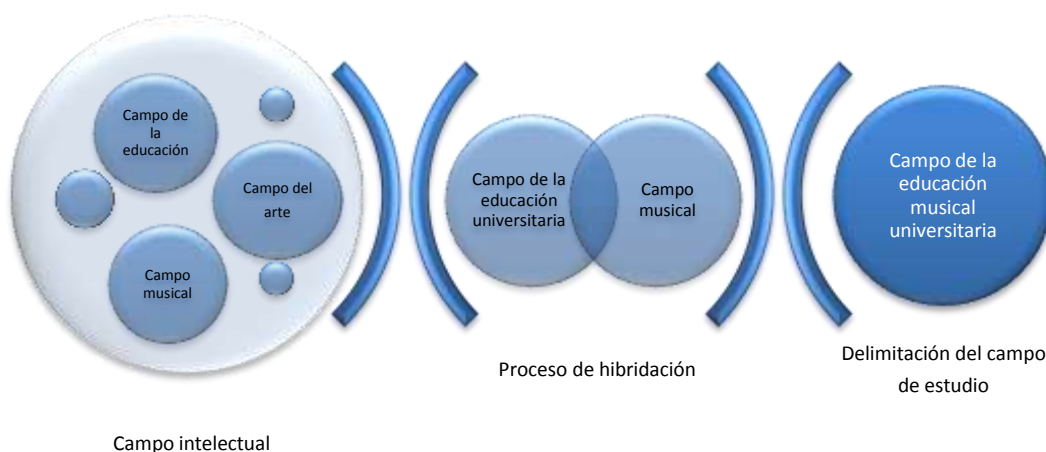 Campo de
la
educación
Campo del
arte
Campo
musical
Campo intelectual
Campo de la
educación
universitaria
Campo
musical
Proceso de hibridación
Campo de la
educación
musical
universitaria
Delimitación del campo
de estudio